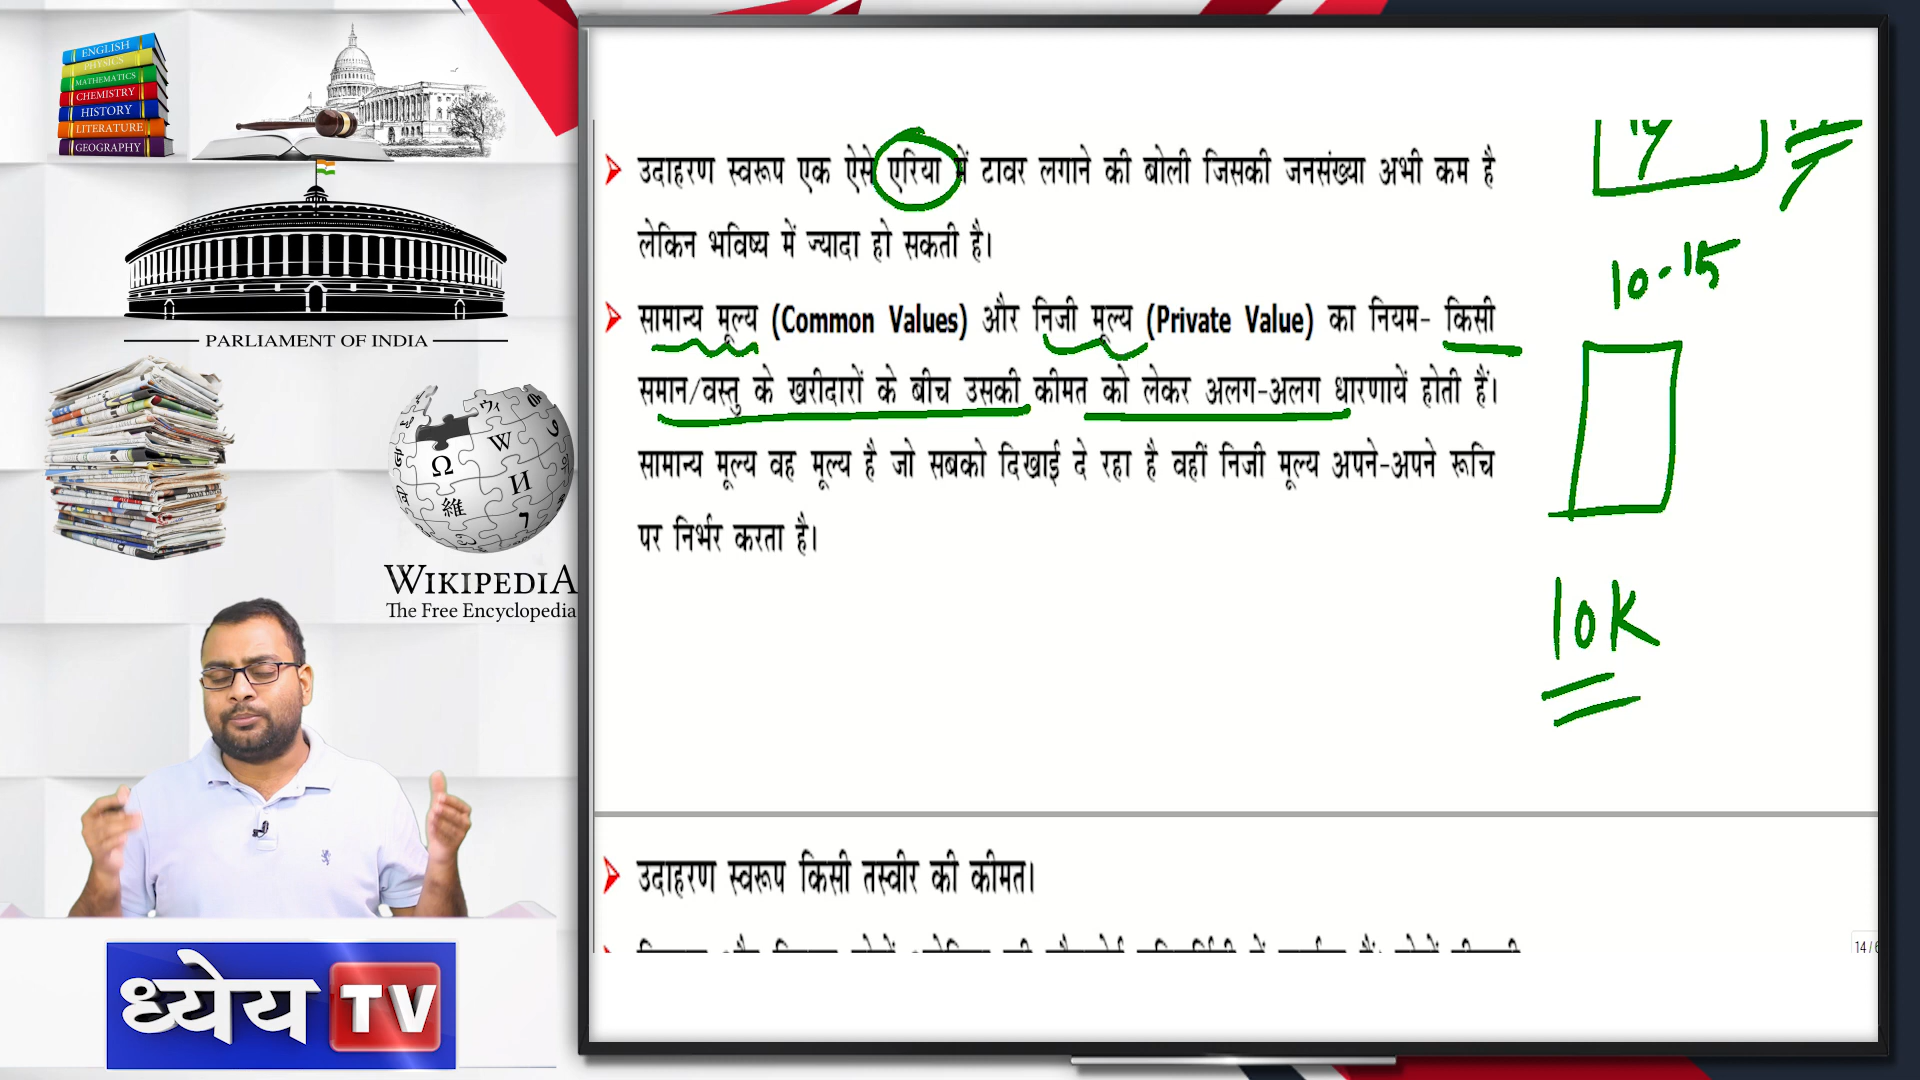 ENGLISH
PHYSICS
MATHEMATICS
CHEMISTRY
HISTORY
LITERATURE
GEOGRAPHY
PARLIAMENT OF INDIA
Ω
W
И
維
WIKIPEDIA
The Free Encyclopedia
ध्येय TV
उदाहरण स्वरूप एक ऐसे एरिया में टावर लगाने की बोली जिसकी जनसंख्या अभी कम है
लेकिन भविष्य में ज्यादा हो सकती है।
सामान्य मूल्य (Common Values) और निजी मूल्य (Private Value) का नियम- किसी
समान/वस्तु के खरीदारों के बीच उसकी कीमत को लेकर अलग-अलग धारणायें होती हैं।
सामान्य मूल्य वह मूल्य है जो सबको दिखाई दे रहा है वहीं निजी मूल्य अपने-अपने रूचि
पर निर्भर करता है।
10-15
10K
उदाहरण स्वरूप किसी तस्वीर की कीमत।
14/6